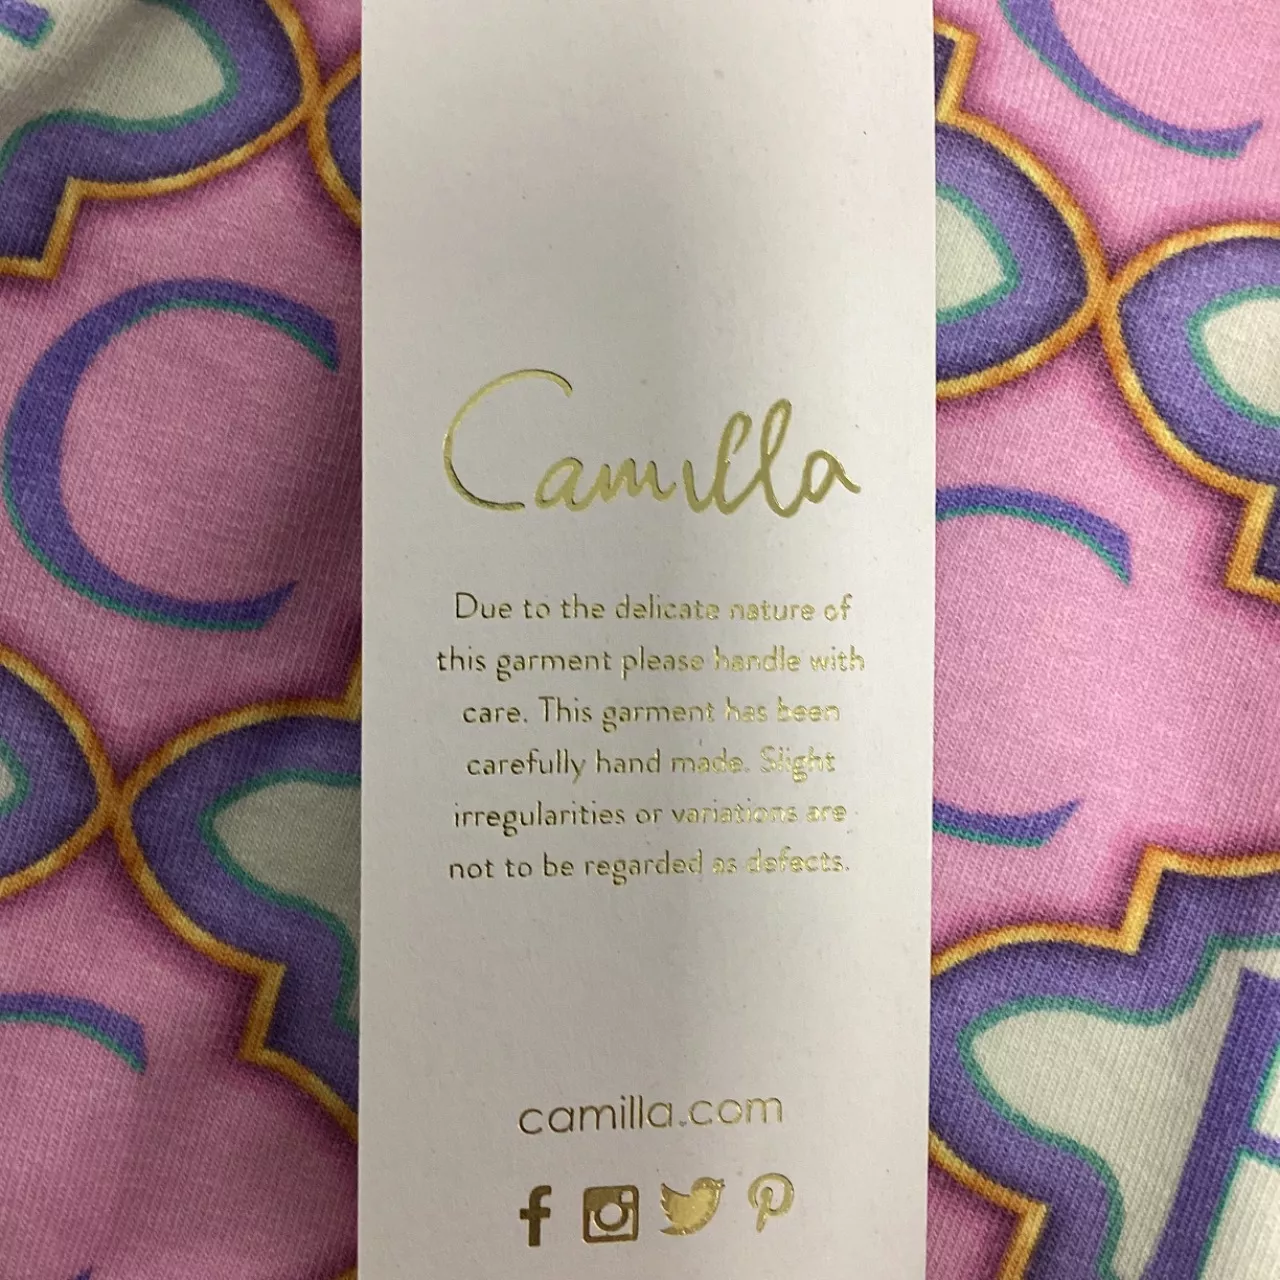 Camilla
Due to the delicate nature of
this garment please handle with
care. This garment has been
carefully hand made. Slight
irregularities or variations are
not to be regarded as defects.
camilla.com
C
C
C